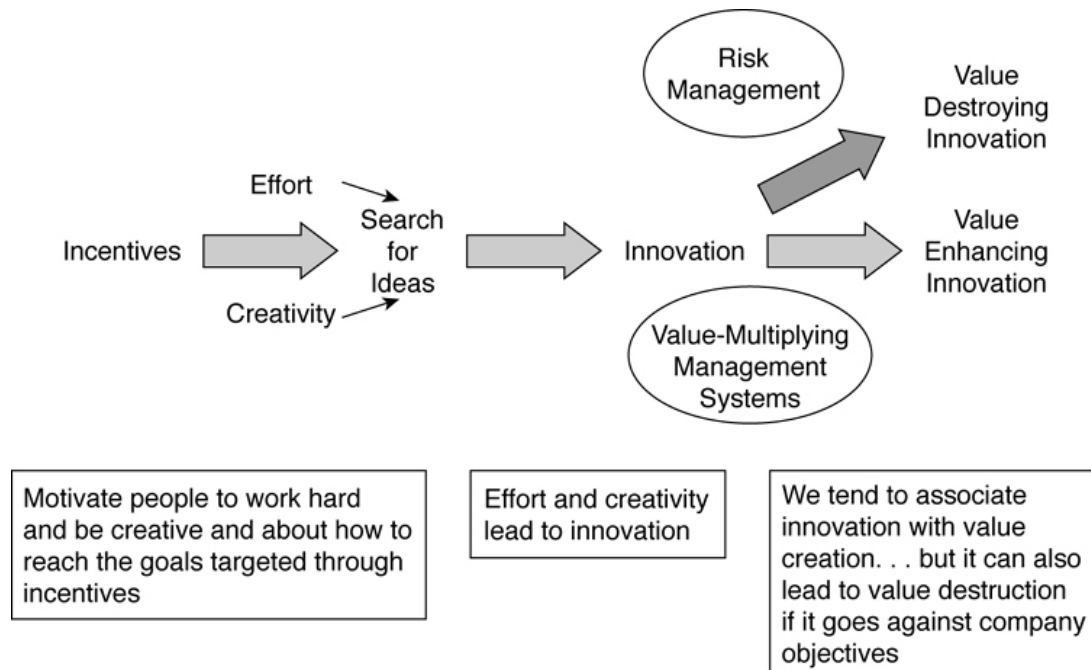 Risk
Management
Value
Destroying
Innovation
Effort
Search
for
Ideas
Incentives
Creativity
Innovation
Value
Enhancing
Innovation
Value-Multiplying
Management
Systems
Motivate people to work hard
and be creative and about how to
reach the goals targeted through
incentives
Effort and creativity
lead to innovation
We tend to associate
innovation with value
creation. . . but it can also
lead to value destruction
if it goes against company
objectives